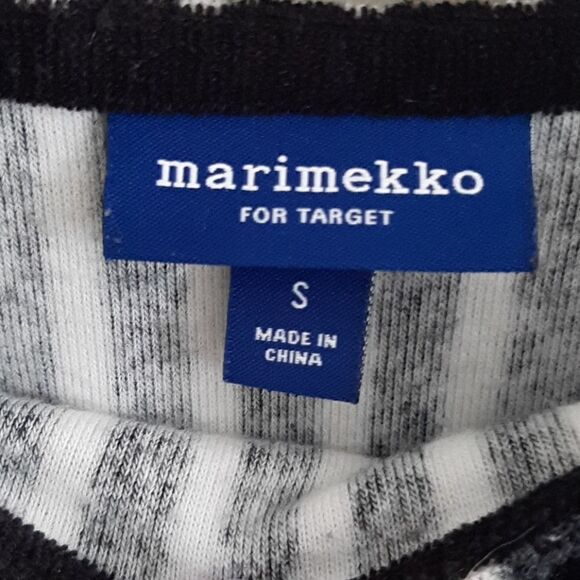 marimekko
FOR TARGET
S
MADE IN
CHINA